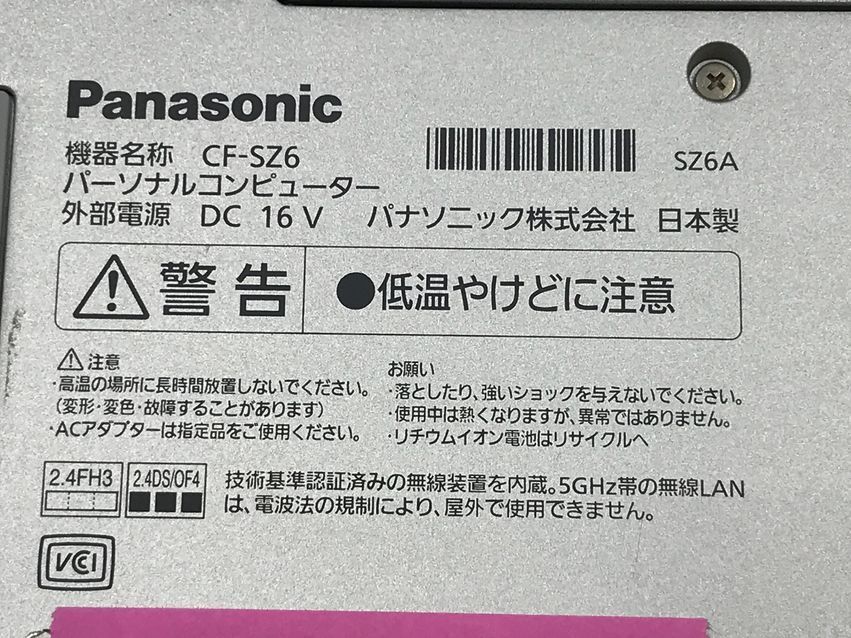 Panasonic
機器名称 CF-SZ6
SZ6A
パーソナルコンピューター
外部電源 DC 16 V パナソニック株式会社 日本製
警告 ●低温やけどに注意
注意
・高温の場所に長時間放置しないでください。
(変形・変色・故障することがあります)
・ACアダプターは指定品をご使用ください。
お願い
・落としたり、強いショックを与えないでください。
・使用中は熱くなりますが、異常ではありません。
・リチウムイオン電池はリサイクルへ
2.4FH3 2.4DS/OF4
技術基準認証済みの無線装置を内蔵。5GHz帯の無線LAN
は、電波法の規制により、屋外で使用できません。
VCCI